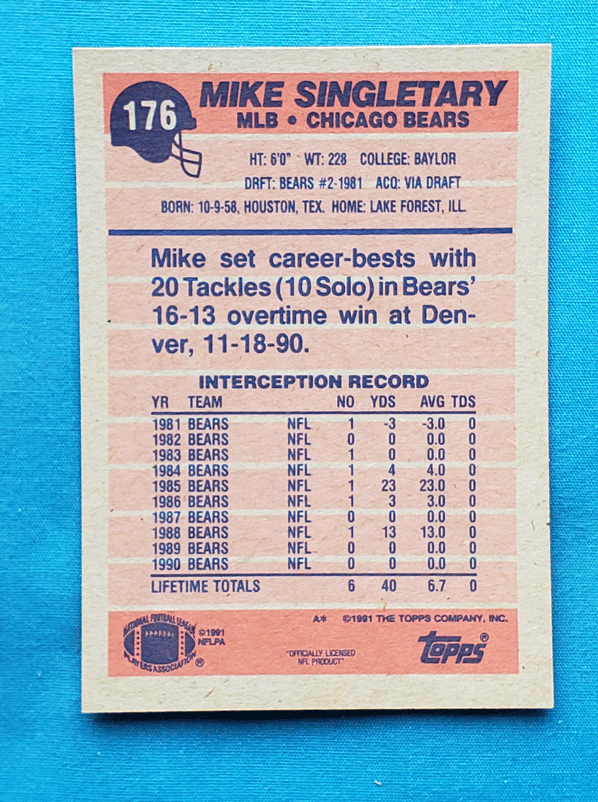 176
MIKE SINGLETARY
MLB • CHICAGO BEARS
HT: 6'0" WT: 228 COLLEGE: BAYLOR
DRFT: BEARS #2-1981 ACQ: VIA DRAFT
BORN: 10-9-58, HOUSTON, TEX. HOME: LAKE FOREST, ILL.
Mike set career-bests with
20 Tackles (10 Solo) in Bears'
16-13 overtime win at Den-
ver, 11-18-90.
INTERCEPTION RECORD
YR TEAM NO YDS AVG TDS
1981 BEARS NFL 1 -3 -3.0 0
1982 BEARS NFL 0 0 0.0 0
1983 BEARS NFL 1 0 0.0 0
1984 BEARS NFL 1 4 4.0 0
1985 BEARS NFL 1 23 23.0 0
1986 BEARS NFL 1 3 3.0 0
1987 BEARS NFL 0 0 0.0 0
1988 BEARS NFL 1 13 13.0 0
1989 BEARS NFL 0 0 0.0 0
1990 BEARS NFL 0 0 0.0 0
LIFETIME TOTALS 6 40 6.7 0
A* ©1991 THE TOPPS COMPANY, INC.
NATIONAL FOOTBALL LEAGUE
PLAYERS ASSOCIATION ®
©1991
NFLPA
"OFFICIALLY LICENSED
NFL PRODUCT"
TOPPS®